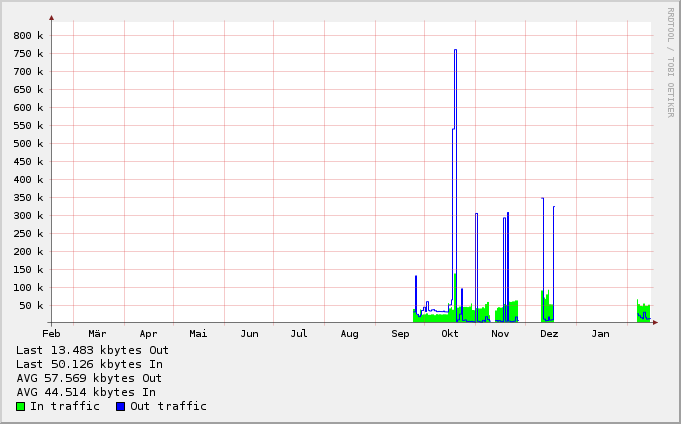 RRDTOOL / TOBI OETIKER
800 k
750 k
700 k
650 k
600 k
550 k
500 k
450 k
400 k
350 k
300 k
250 k
200 k
150 k
100 k
50 k
Feb Mär Apr Mai Jun Jul Aug Sep Okt Nov Dez Jan
Last 13.483 kbytes Out
Last 50.126 kbytes In
AVG 57.569 kbytes Out
AVG 44.514 kbytes In
In traffic Out traffic